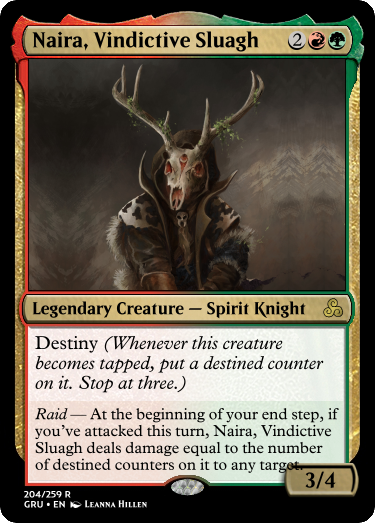 Naira, Vindictive Sluagh 2
Legendary Creature — Spirit Knight
Destiny (Whenever this creature
becomes tapped, put a destined counter
on it. Stop at three.)
Raid — At the beginning of your end step, if
you've attacked this turn, Naira, Vindictive
Sluagh deals damage equal to the number
of destined counters on it to any target.
3/4
204/259 R
GRU • EN Leanna Hillen